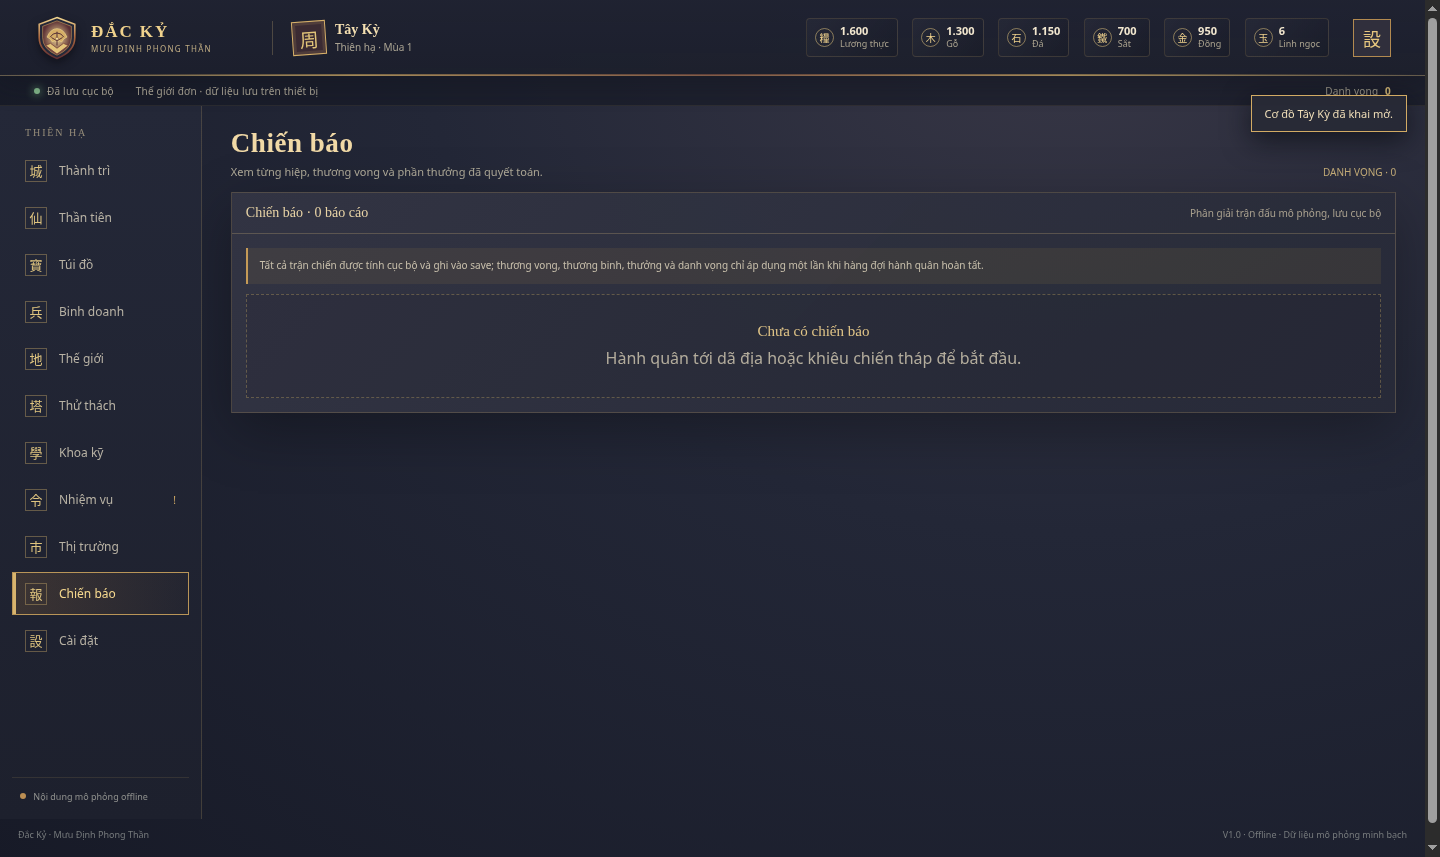 ĐẮC KỶ
MƯU ĐỊNH PHONG THẦN
周
Tây Kỳ
Thiên hạ · Mùa 1
糧 1.600 Lương thực
木 1.300 Gỗ
石 1.150 Đá
鐵 700 Sắt
金 950 Đồng
玉 6 Linh ngọc
設
Đã lưu cục bộ
Thế giới đơn · dữ liệu lưu trên thiết bị
Danh vọng 0
Cơ đồ Tây Kỳ đã khai mở.
THIÊN HẠ
城 Thành trì
仙 Thần tiên
寶 Túi đồ
兵 Binh doanh
地 Thế giới
塔 Thử thách
學 Khoa kỹ
令 Nhiệm vụ !
市 Thị trường
報 Chiến báo
設 Cài đặt
Nội dung mô phỏng offline
Chiến báo
Xem từng hiệp, thương vong và phần thưởng đã quyết toán.
DANH VỌNG · 0
Chiến báo · 0 báo cáo
Phân giải trận đấu mô phỏng, lưu cục bộ
Tất cả trận chiến được tính cục bộ và ghi vào save; thương vong, thương binh, thưởng và danh vọng chỉ áp dụng một lần khi hàng đợi hành quân hoàn tất.
Chưa có chiến báo
Hành quân tới dã địa hoặc khiêu chiến tháp để bắt đầu.
Đắc Kỷ · Mưu Định Phong Thần
V1.0 · Offline · Dữ liệu mô phỏng minh bạch